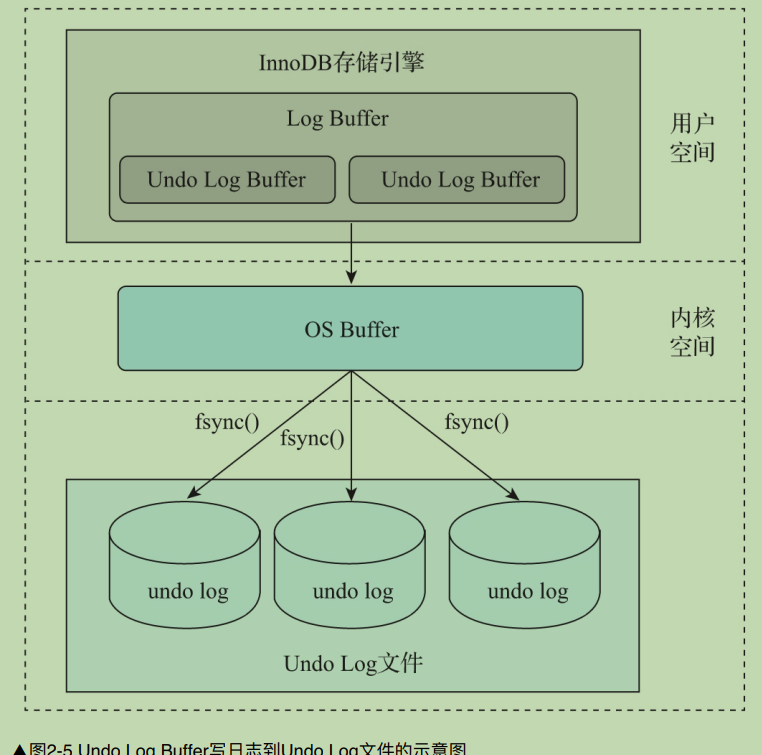 InnoDB存储引擎
Log Buffer
Undo Log Buffer
Undo Log Buffer
用户
空间
OS Buffer
内核
空间
fsync()
fsync()
fsync()
undo log
undo log
undo log
Undo Log文件
▲图2-5 Undo Log Buffer写日志到Undo Log文件的示意图